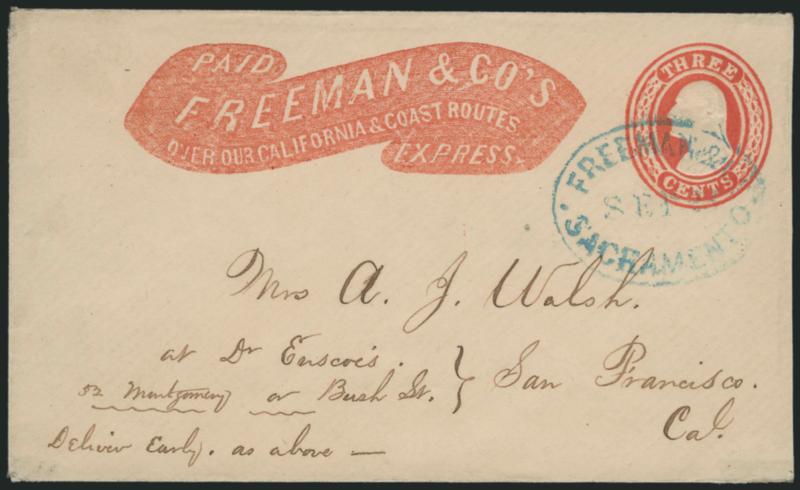 PAID
FREEMAN & CO'S
OVER OUR CALIFORNIA & COAST ROUTES
EXPRESS.
THREE
CENTS
FREEMAN &
SEP
SACRAMENTO
Mrs A. J. Walsh.
at Dr Enscoe's.
52 Montgomery or Bush St. } San Francisco.
Cal.
Deliver Early. as above —